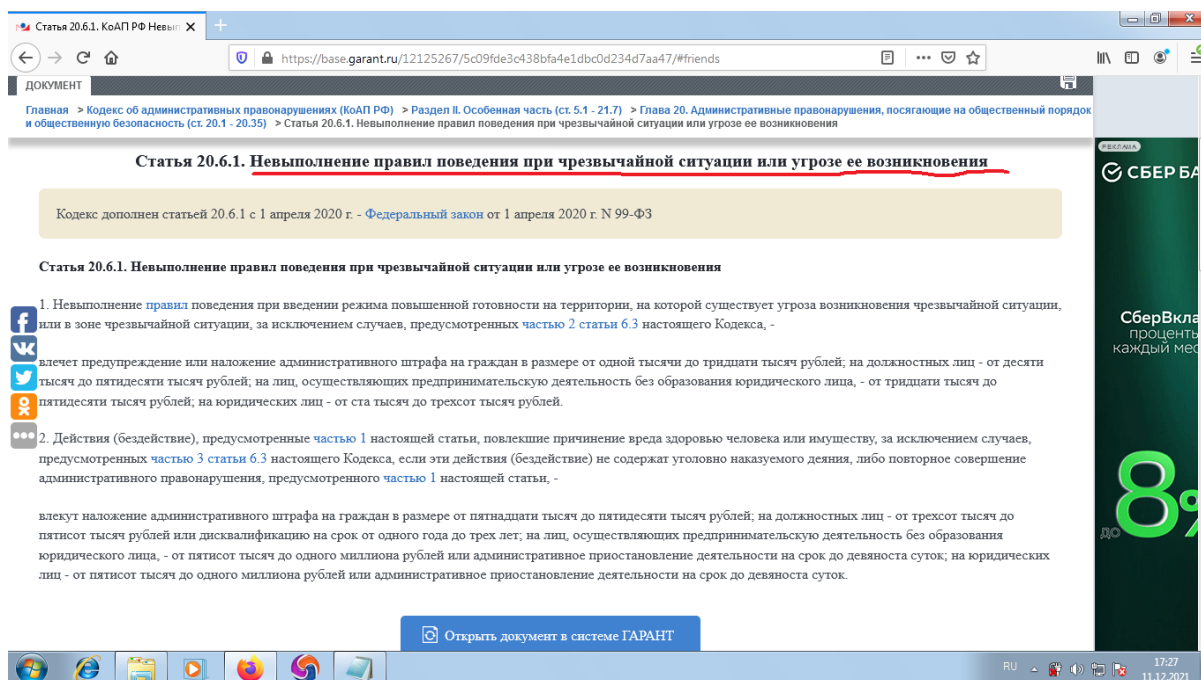 Статья 20.6.1. КоАП РФ Невып
https://base.garant.ru/12125267/5c09fde3c438bfa4e1dbc0d234d7aa47/#friends
ДОКУМЕНТ
Главная > Кодекс об административных правонарушениях (КоАП РФ) > Раздел II. Особенная часть (ст. 5.1 - 21.7) > Глава 20. Административные правонарушения, посягающие на общественный порядок
и общественную безопасность (ст. 20.1 - 20.35) > Статья 20.6.1. Невыполнение правил поведения при чрезвычайной ситуации или угрозе ее возникновения
Статья 20.6.1. Невыполнение правил поведения при чрезвычайной ситуации или угрозе ее возникновения
Кодекс дополнен статьей 20.6.1 с 1 апреля 2020 г. - Федеральный закон от 1 апреля 2020 г. N 99-ФЗ
Статья 20.6.1. Невыполнение правил поведения при чрезвычайной ситуации или угрозе ее возникновения
1. Невыполнение правил поведения при введении режима повышенной готовности на территории, на которой существует угроза возникновения чрезвычайной ситуации,
или в зоне чрезвычайной ситуации, за исключением случаев, предусмотренных частью 2 статьи 6.3 настоящего Кодекса, -
влечет предупреждение или наложение административного штрафа на граждан в размере от одной тысячи до тридцати тысяч рублей; на должностных лиц - от десяти
тысяч до пятидесяти тысяч рублей; на лиц, осуществляющих предпринимательскую деятельность без образования юридического лица, - от тридцати тысяч до
пятидесяти тысяч рублей; на юридических лиц - от ста тысяч до трехсот тысяч рублей.
2. Действия (бездействие), предусмотренные частью 1 настоящей статьи, повлекшие причинение вреда здоровью человека или имуществу, за исключением случаев,
предусмотренных частью 3 статьи 6.3 настоящего Кодекса, если эти действия (бездействие) не содержат уголовно наказуемого деяния, либо повторное совершение
административного правонарушения, предусмотренного частью 1 настоящей статьи, -
влекут наложение административного штрафа на граждан в размере от пятнадцати тысяч до пятидесяти тысяч рублей; на должностных лиц - от трехсот тысяч до
пятисот тысяч рублей или дисквалификацию на срок от одного года до трех лет; на лиц, осуществляющих предпринимательскую деятельность без образования
юридического лица, - от пятисот тысяч до одного миллиона рублей или административное приостановление деятельности на срок до девяноста суток; на юридических
лиц - от пятисот тысяч до одного миллиона рублей или административное приостановление деятельности на срок до девяноста суток.
Открыть документ в системе ГАРАНТ
РЕКЛАМА
СБЕР БА
СберВкла
проценты
каждый мес
до 8%
RU
17:27
11.12.2021